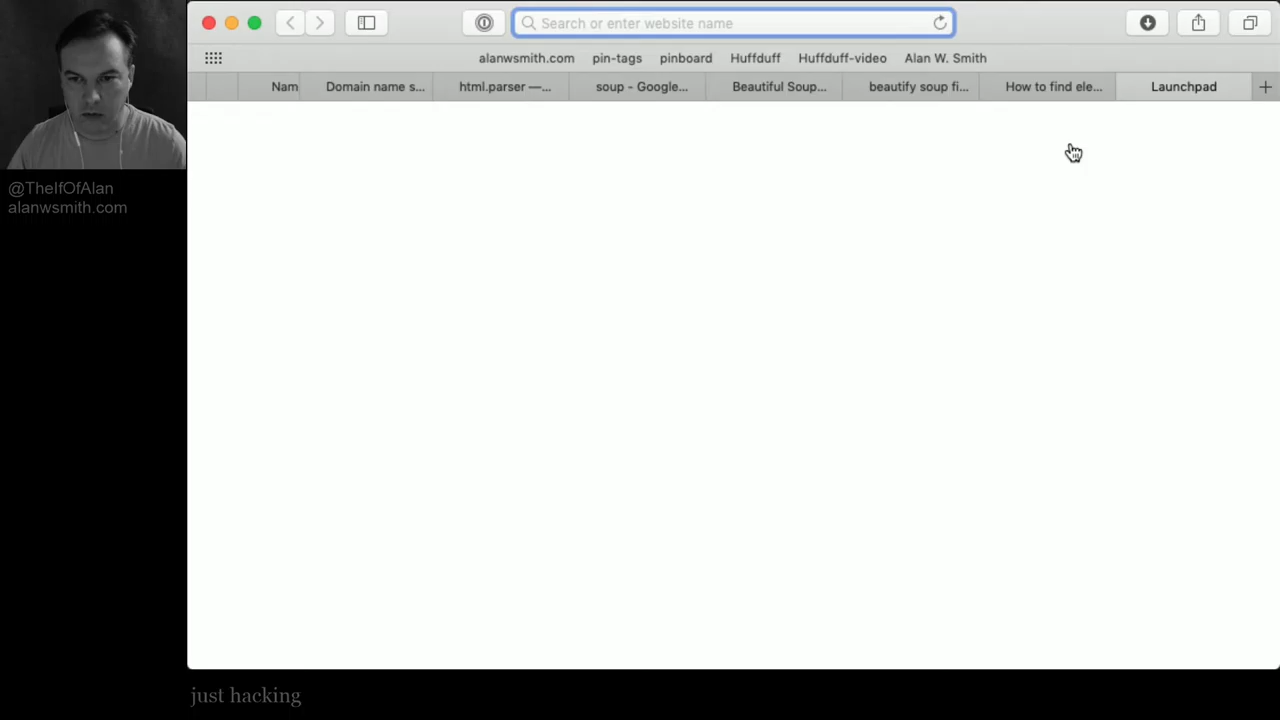 Search or enter website name
alanwsmith.com pin-tags pinboard Huffduff Huffduff-video Alan W. Smith
Nam Domain name s... html.parser —... soup - Google... Beautiful Soup... beautify soup fi... How to find ele... Launchpad
@TheIfOfAlan
alanwsmith.com
just hacking